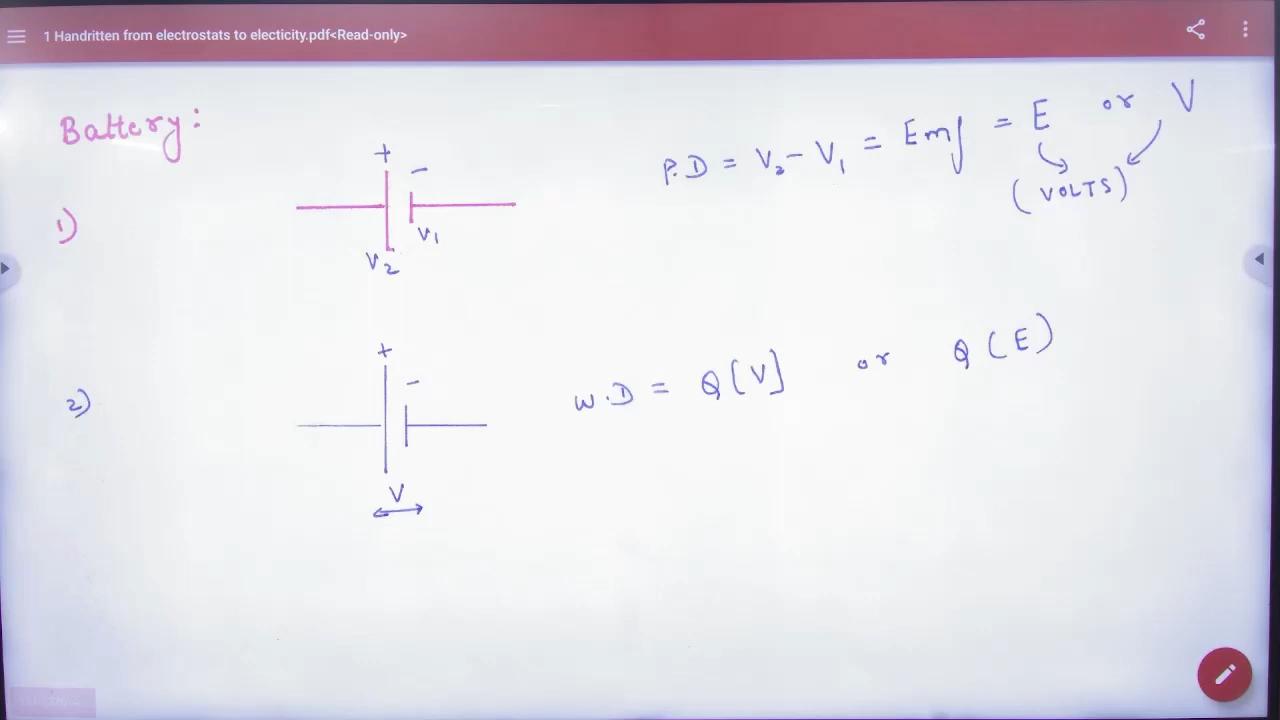 1 Handritten from electrostats to electicity.pdf<Read-only>
Battery:
P.D = V₂ - V₁ = Emf = E or V
(VOLTS)
1)
+
-
V₁
V₂
2)
+
-
W.D = Q[V] or Q(E)
V